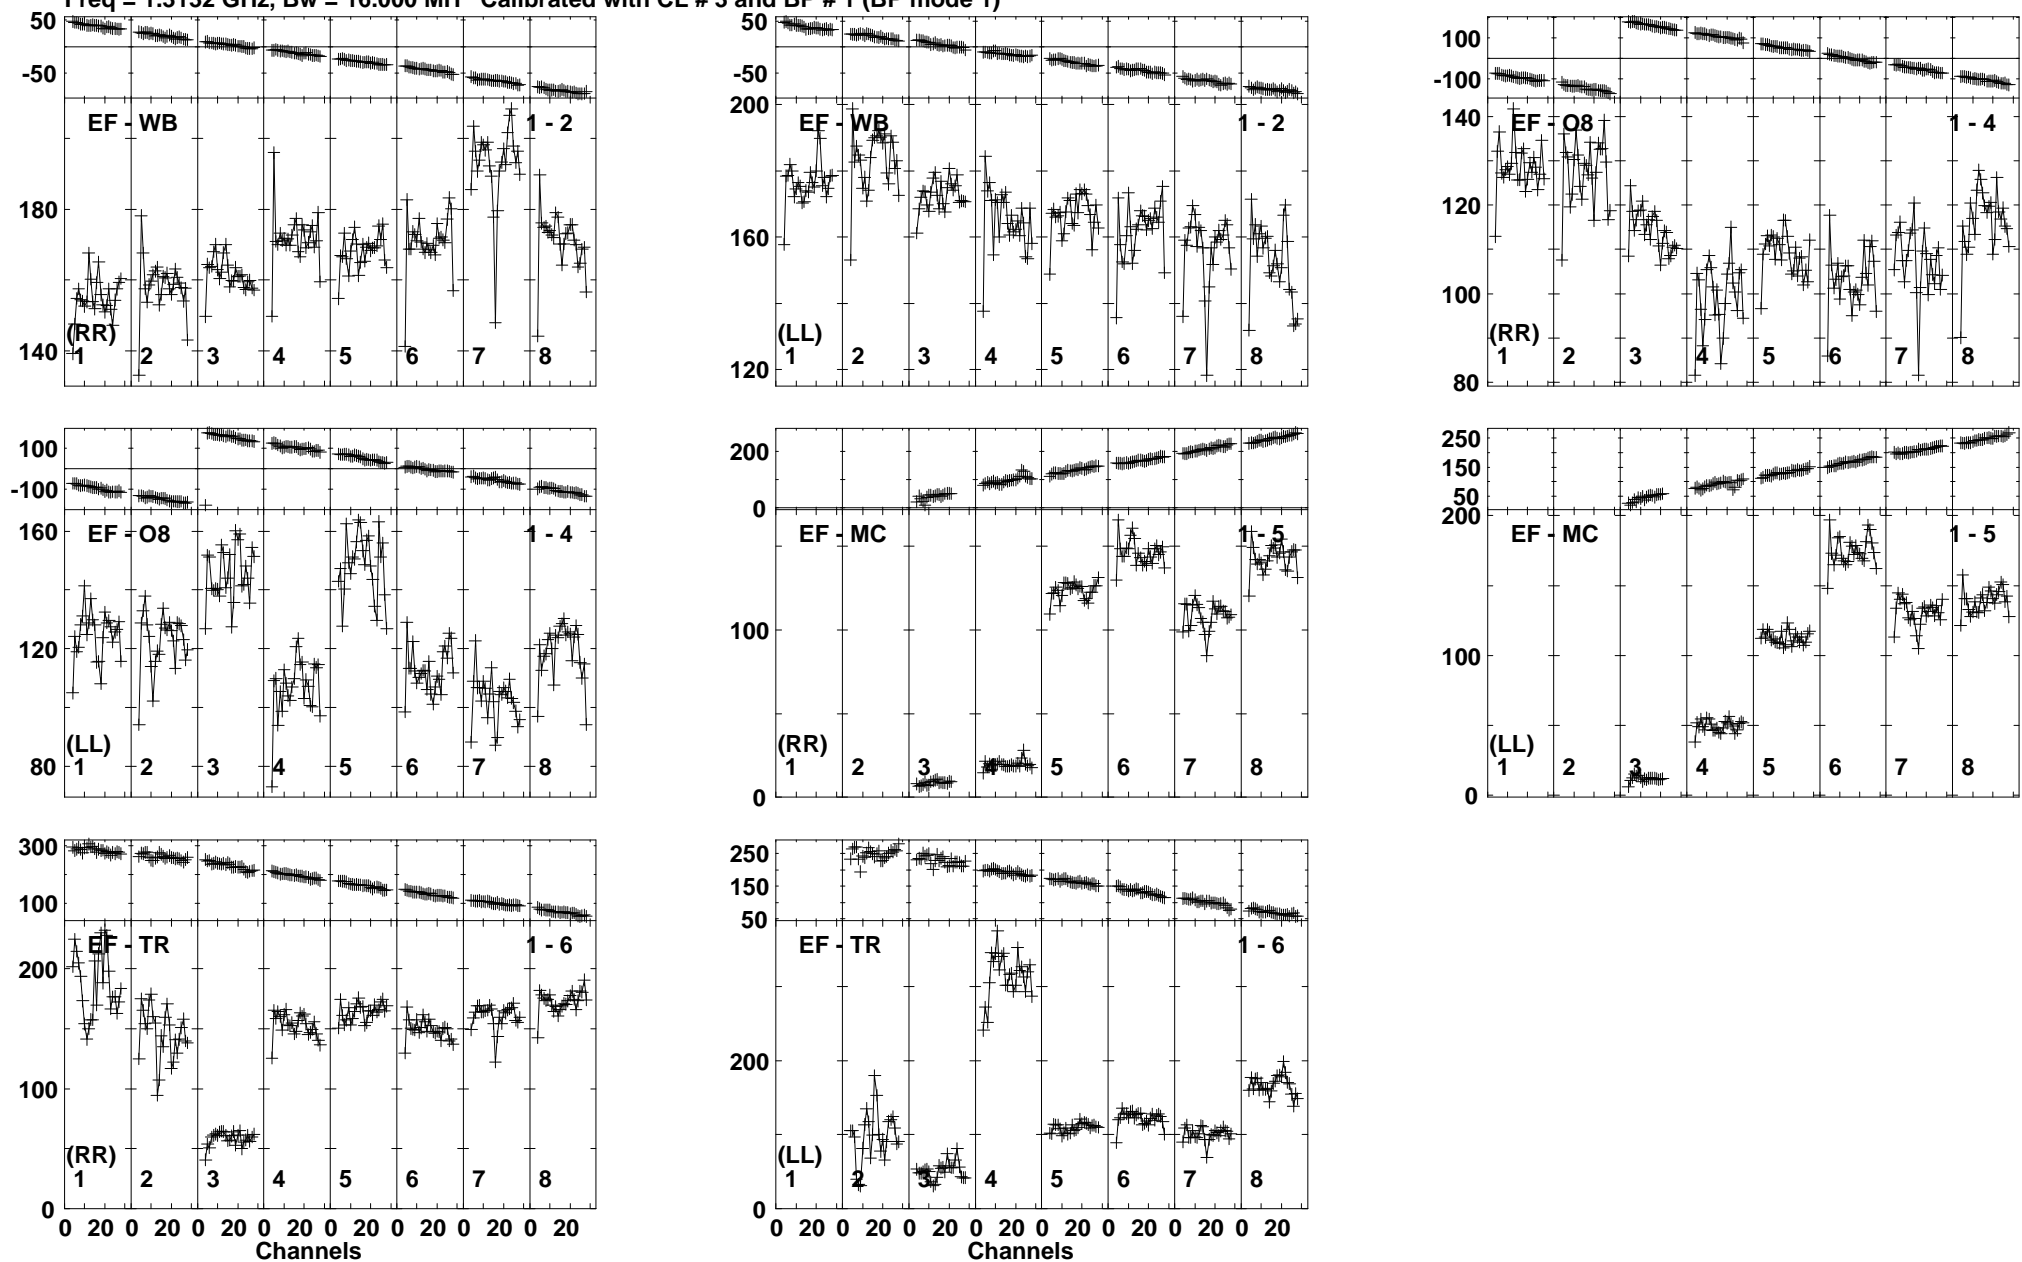 Calibrated with CL # 3 and BP # 1 (BP mode 1)
50
-50
EF - WB 1 - 2
180
140
(RR)
1 2 3 4 5 6 7 8
50
-50
200
EF - WB 1 - 2
160
120
(LL)
1 2 3 4 5 6 7 8
100
-100
140
EF - O8 1 - 4
120
100
80
(RR)
1 2 3 4 5 6 7 8
100
-100
160
EF - O8 1 - 4
120
80
(LL)
1 2 3 4 5 6 7 8
200
0
EF - MC 1 - 5
100
0
(RR)
1 2 3 4 5 6 7 8
250
150
50
200
EF - MC 1 - 5
100
0
(LL)
1 2 3 4 5 6 7 8
300
100
EF - TR 1 - 6
200
100
0
(RR)
1 2 3 4 5 6 7 8
0 20 0 20 0 20 0 20 0 20 0 20 0 20 0 20
Channels
250
150
50
EF - TR 1 - 6
200
0
(LL)
1 2 3 4 5 6 7 8
0 20 0 20 0 20 0 20 0 20 0 20 0 20 0 20
Channels